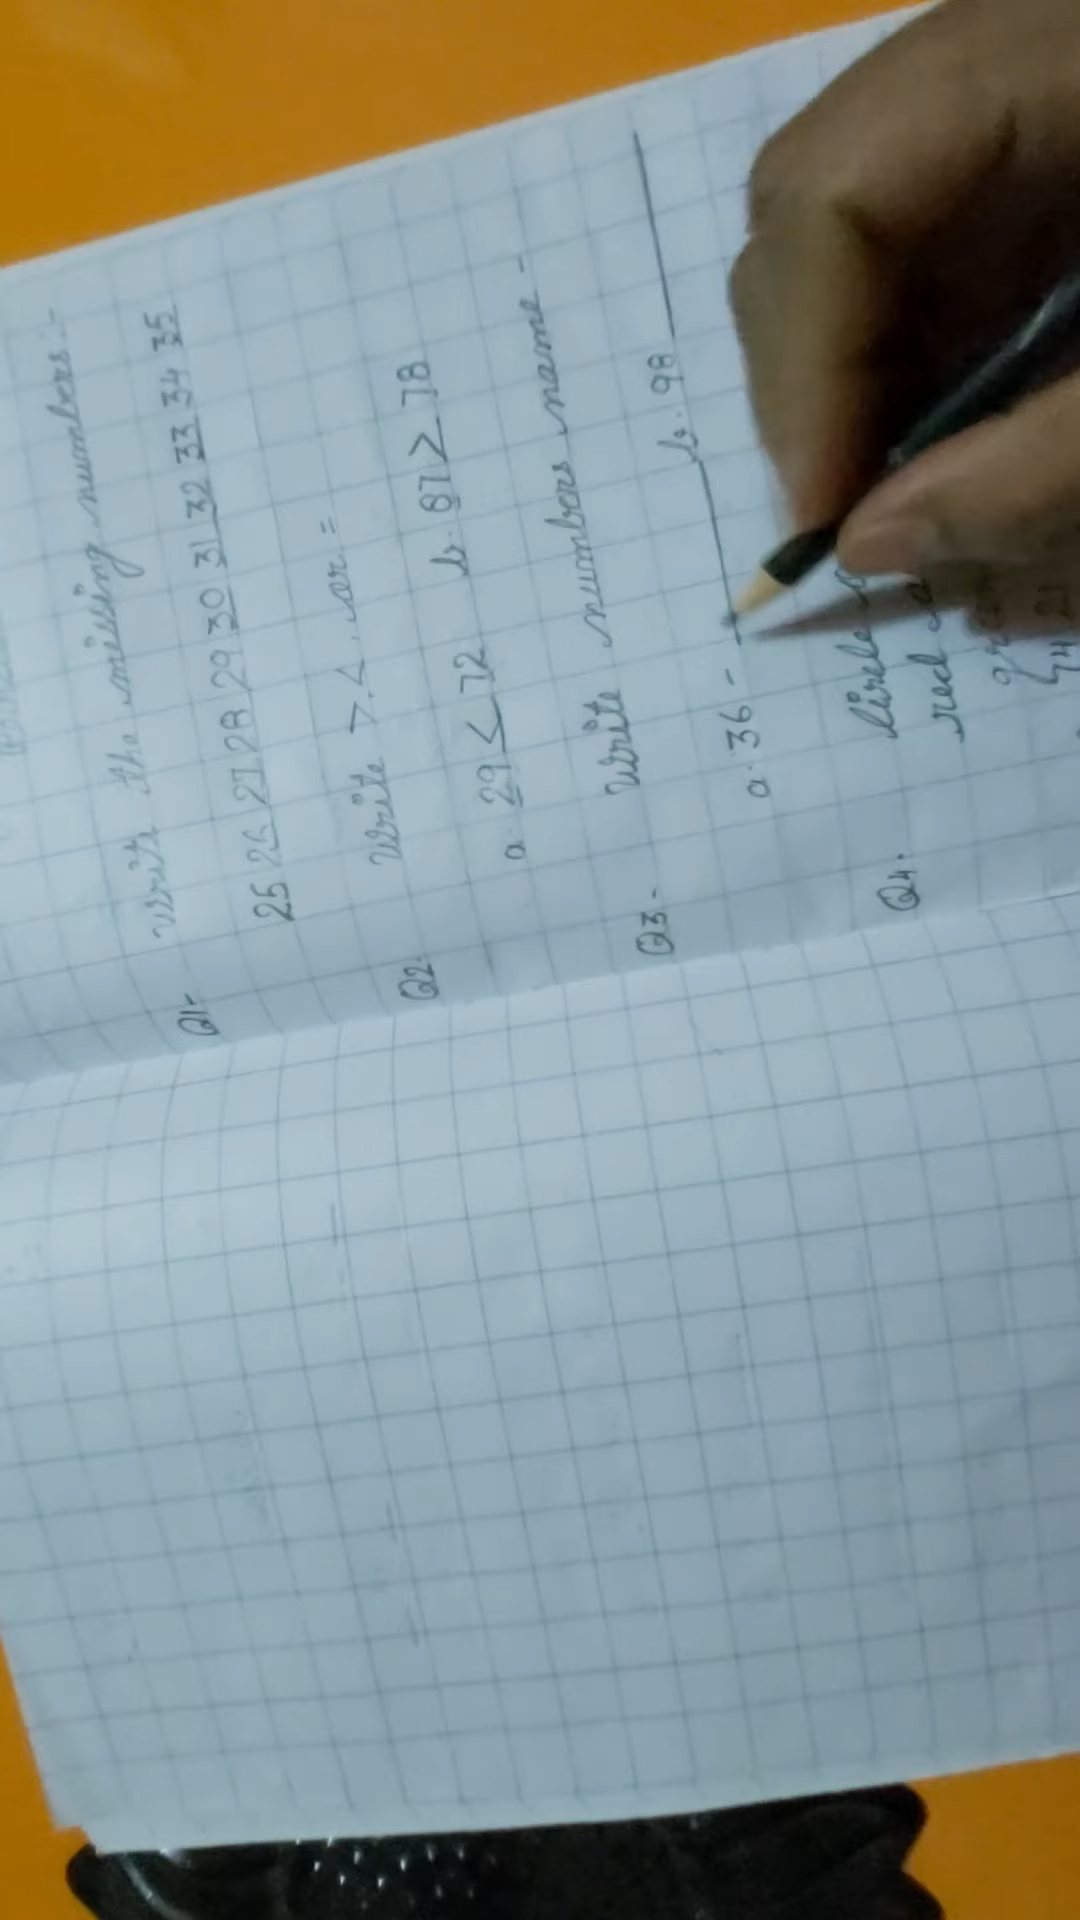 Q1- Write the missing numbers:-
25 26 27 28 29 30 31 32 33 34 35
Q2. Write > < or =
a. 29 < 72 b. 87 > 78
Q3- Write numbers name -
a. 36 - b. 98
Q4. Circle
red